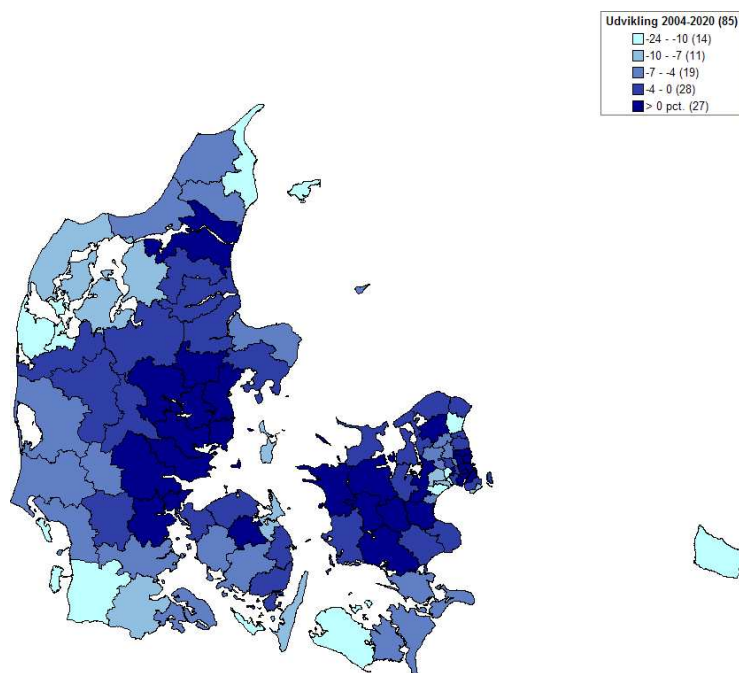 Udvikling 2004-2020 (85)
-24 - -10 (14)
-10 - -7 (11)
-7 - -4 (19)
-4 - 0 (28)
> 0 pct. (27)